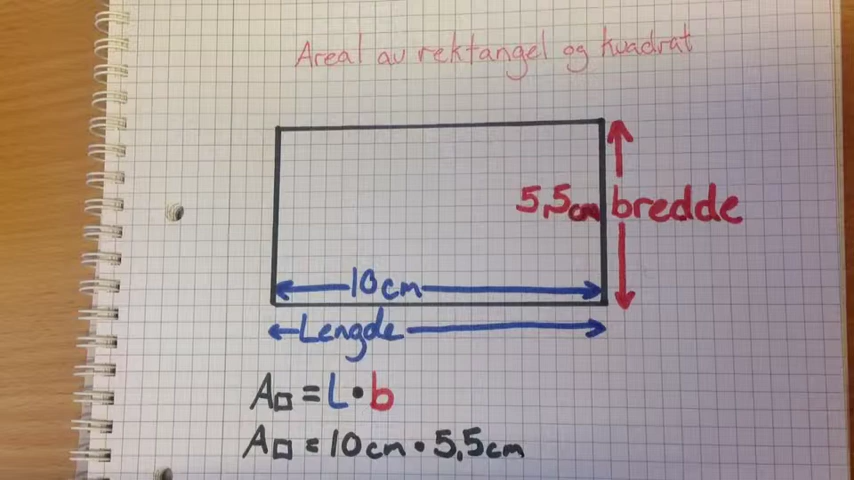 Areal av rektangel og kvadrat
5,5cm bredde
10cm
Lengde
A□ = L · b
A□ = 10cm · 5,5cm